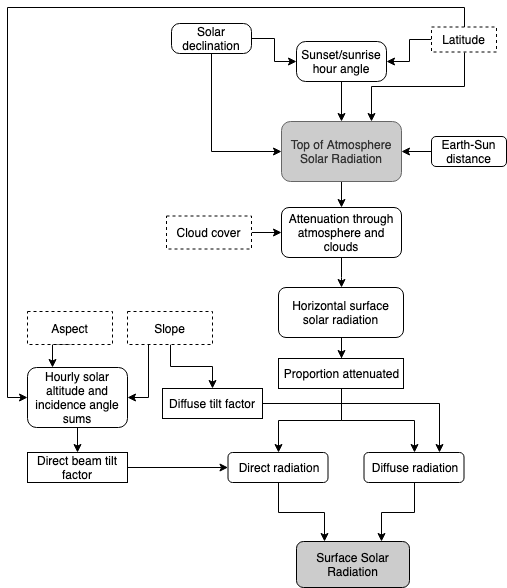 Solar
declination
Latitude
Sunset/sunrise
hour angle
Top of Atmosphere
Solar Radiation
Earth-Sun
distance
Cloud cover
Attenuation through
atmosphere and
clouds
Horizontal surface
solar radiation
Aspect
Slope
Proportion attenuated
Hourly solar
altitude and
incidence angle
sums
Diffuse tilt factor
Direct beam tilt
factor
Direct radiation
Diffuse radiation
Surface Solar
Radiation